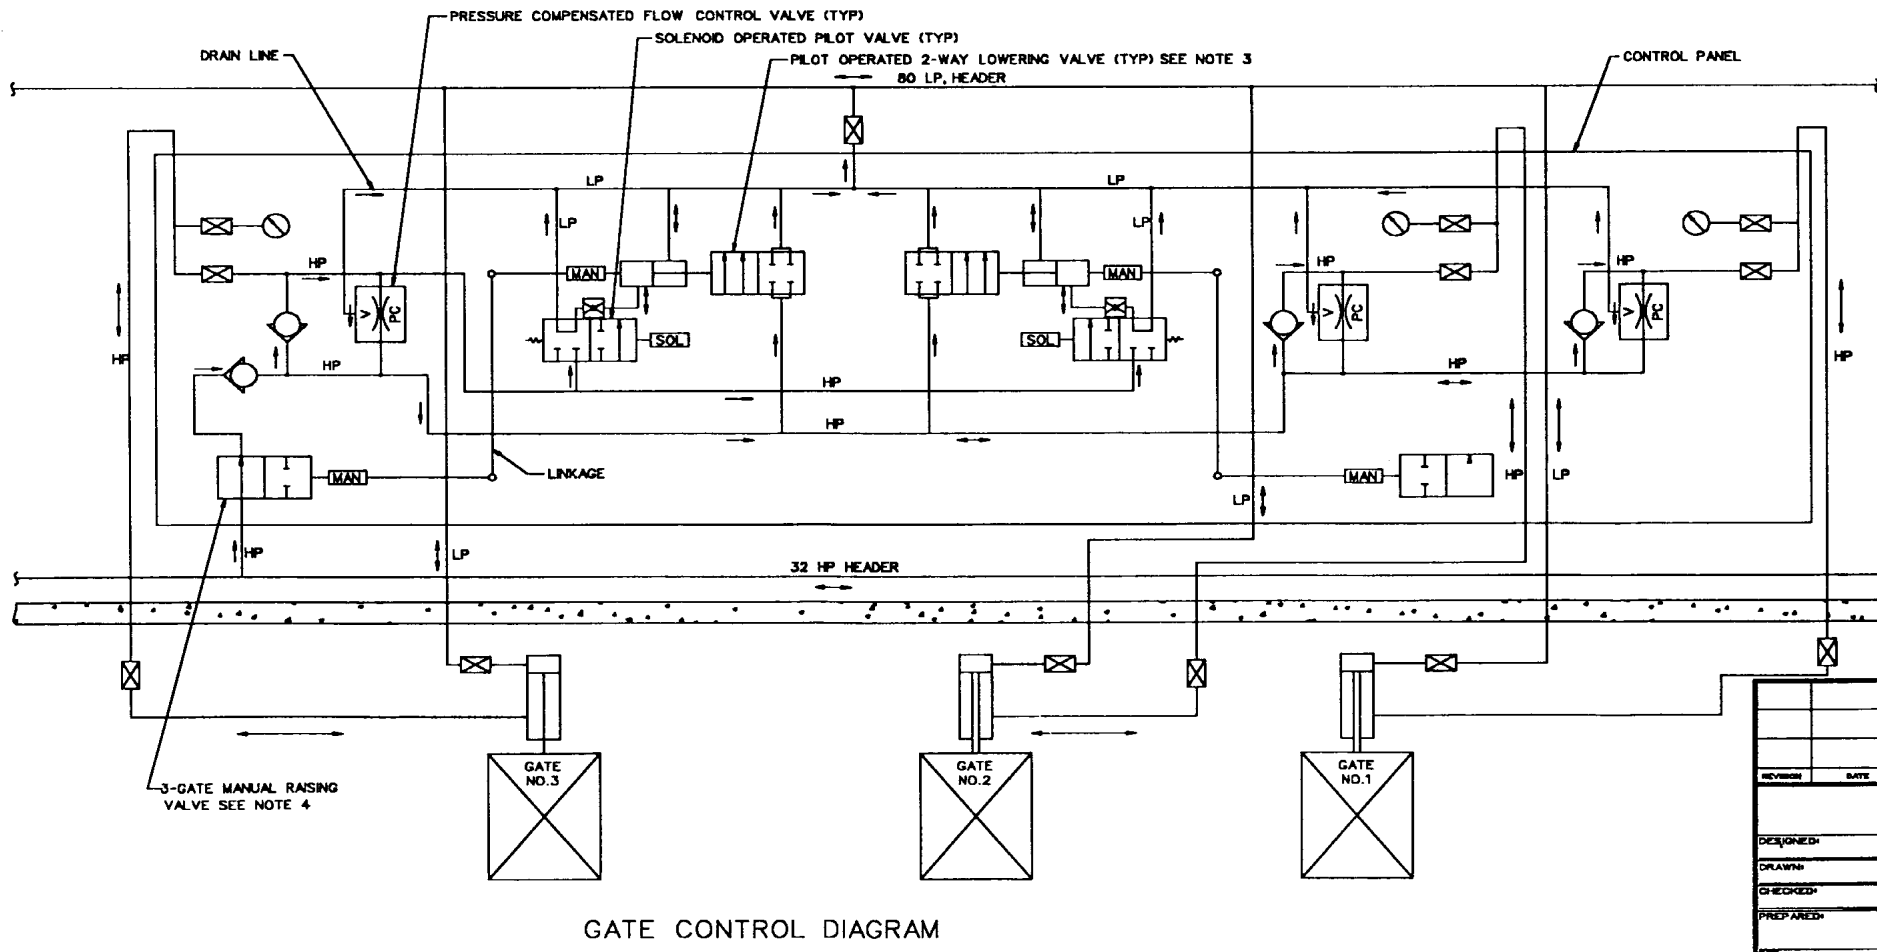 PRESSURE COMPENSATED FLOW CONTROL VALVE (TYP)
SOLENOID OPERATED PILOT VALVE (TYP)
DRAIN LINE
PILOT OPERATED 2-WAY LOWERING VALVE (TYP) SEE NOTE 3
CONTROL PANEL
80 LP. HEADER
LP
LP
LP
LP
HP
MAN
MAN
HP
HP
V
PC
V
PC
V
PC
SOL
SOL
HP
HP
HP
HP
HP
LINKAGE
MAN
MAN
HP
LP
LP
HP
LP
32 HP HEADER
GATE
NO.3
GATE
NO.2
GATE
NO.1
3-GATE MANUAL RAISING
VALVE SEE NOTE 4
REVISION
DATE
DESIGNED:
DRAWN:
CHECKED:
PREPARED:
GATE CONTROL DIAGRAM